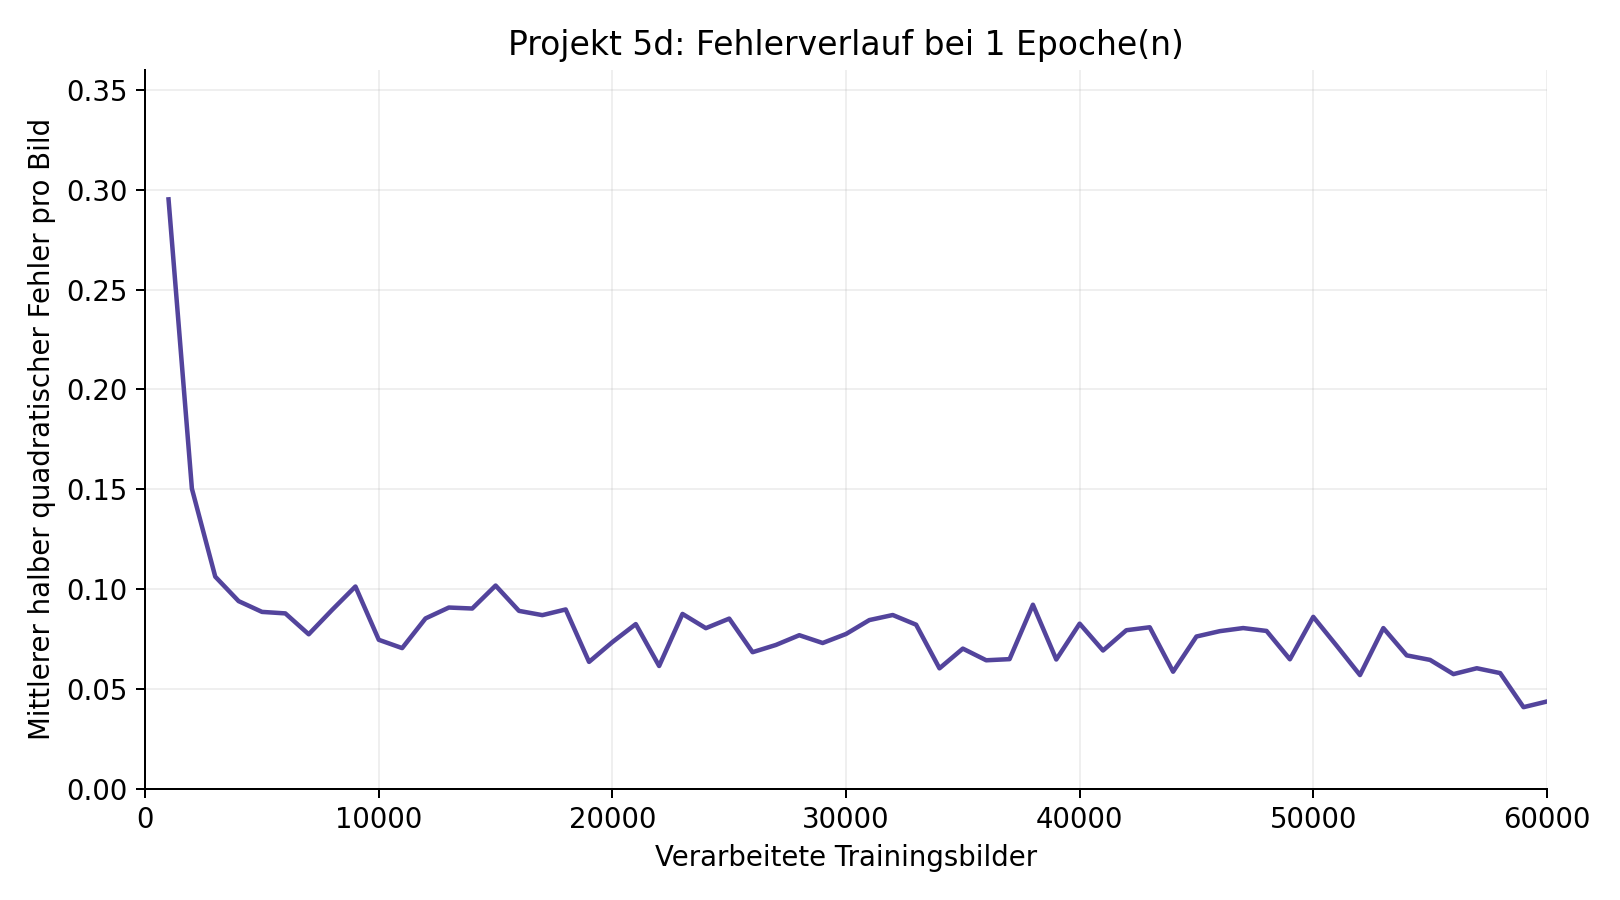 Projekt 5d: Fehlerverlauf bei 1 Epoche(n)
Mittlerer halber quadratischer Fehler pro Bild
0.35
0.30
0.25
0.20
0.15
0.10
0.05
0.00
0 10000 20000 30000 40000 50000 60000
Verarbeitete Trainingsbilder